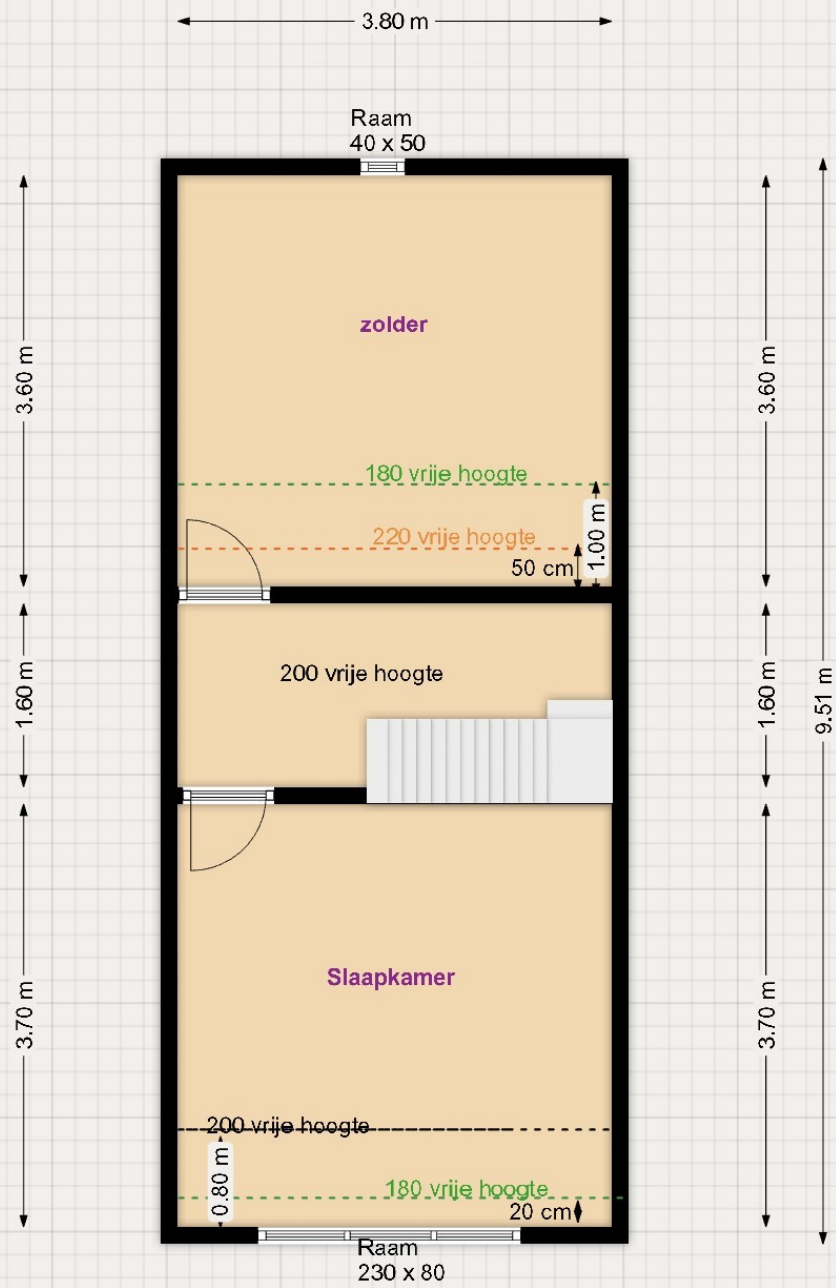 3.80 m
Raam
40 x 50
3.60 m
zolder
3.60 m
180 vrije hoogte
220 vrije hoogte
1.00 m
50 cm
200 vrije hoogte
1.60 m
1.60 m
9.51 m
Slaapkamer
3.70 m
3.70 m
200 vrije hoogte
0.80 m
180 vrije hoogte
20 cm
Raam
230 x 80